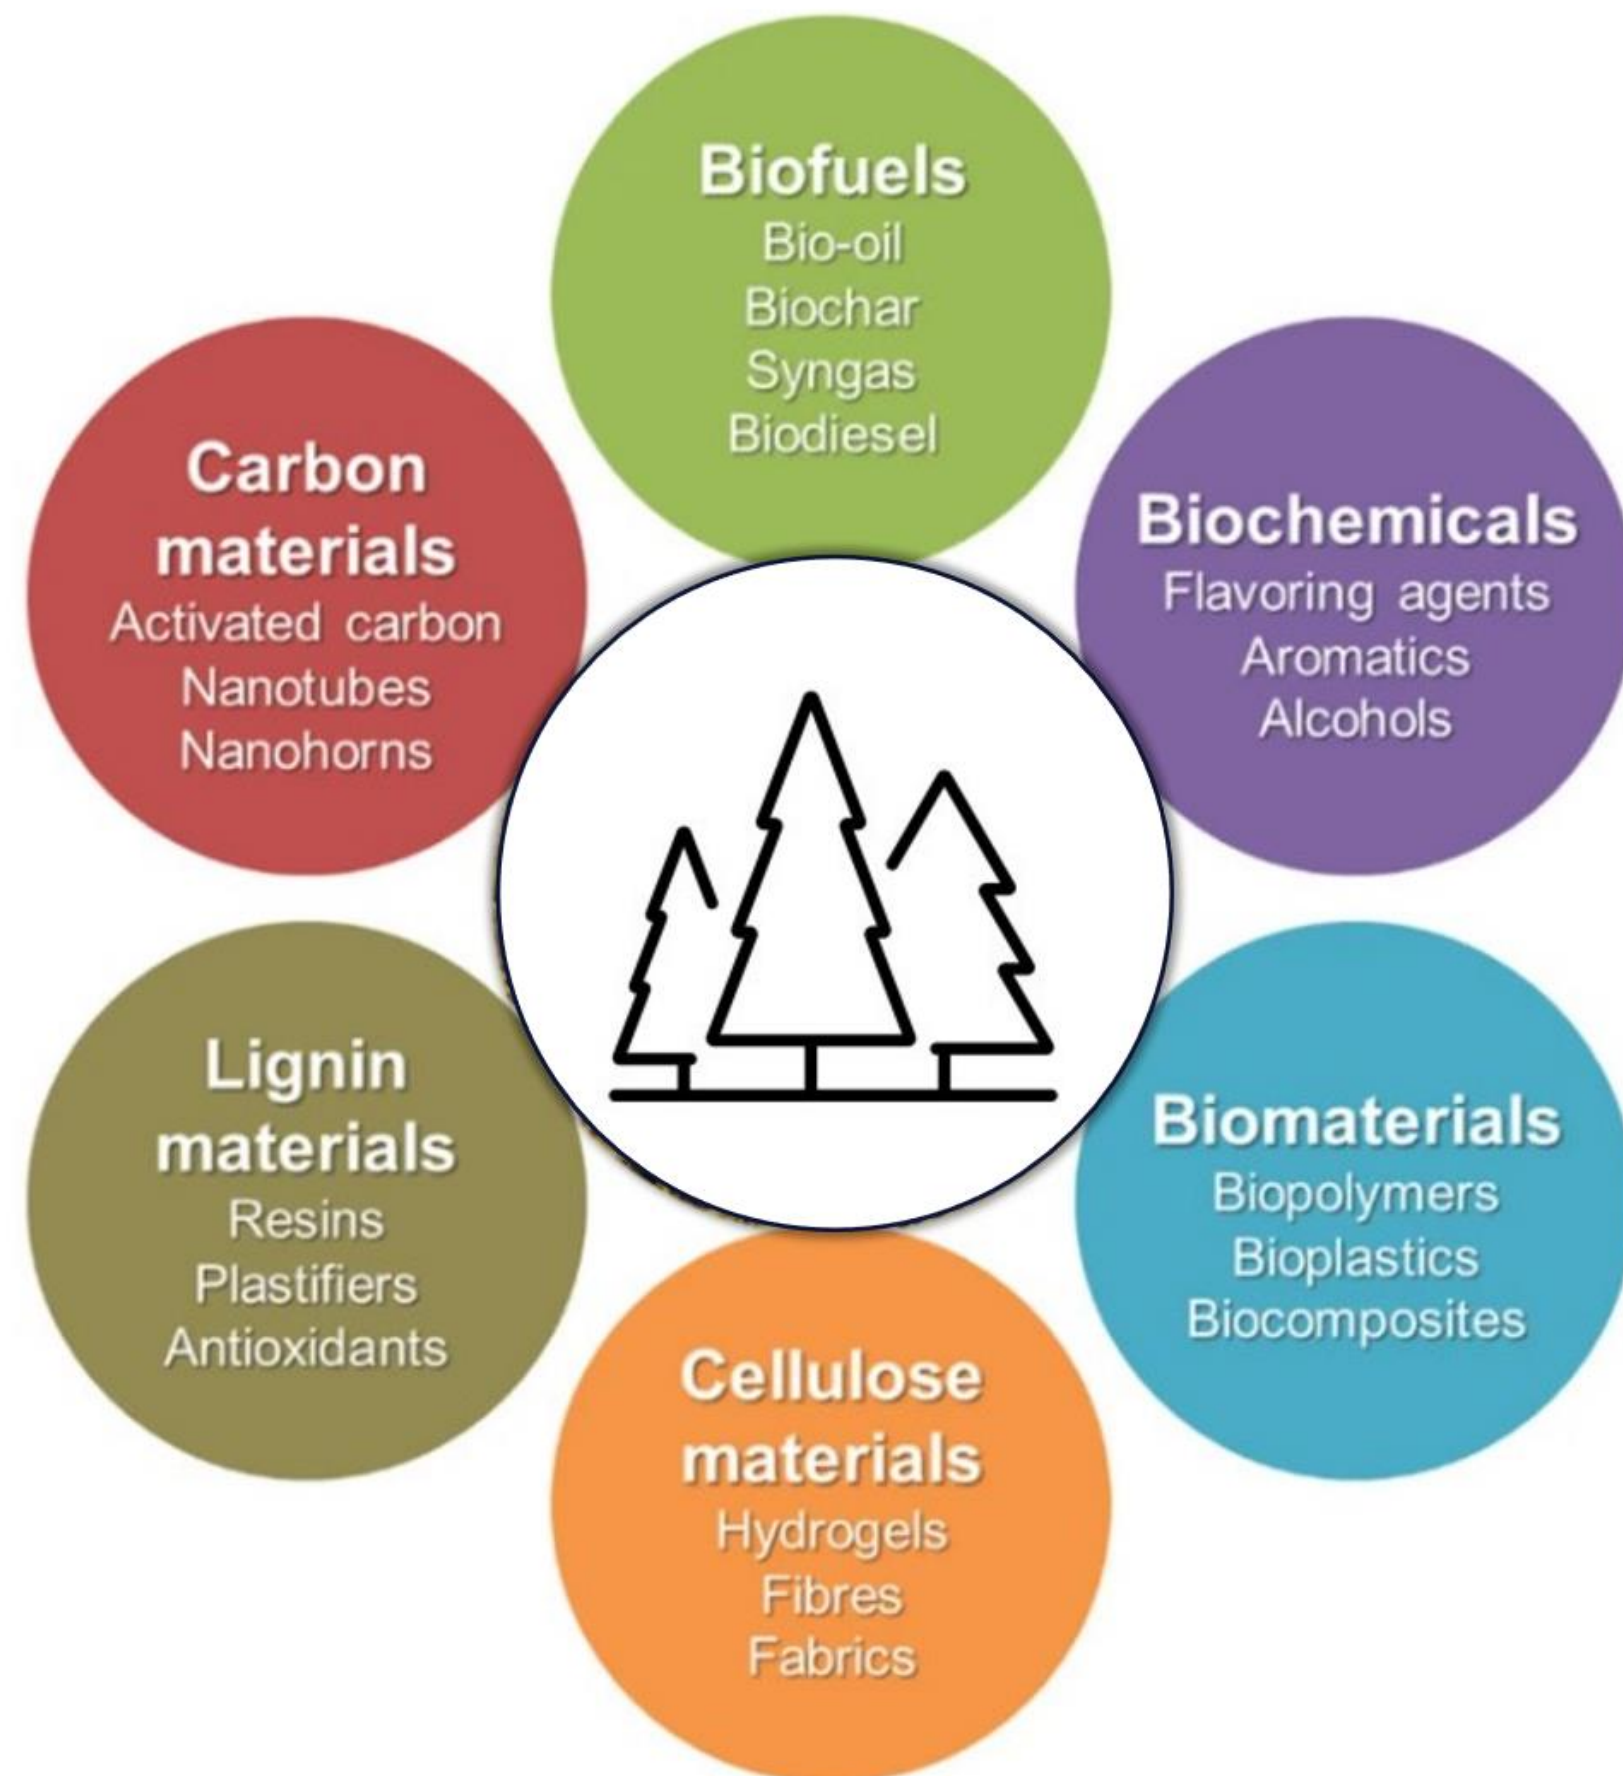 Biofuels
Bio-oil
Biochar
Syngas
Biodiesel
Biochemicals
Flavoring agents
Aromatics
Alcohols
Biomaterials
Biopolymers
Bioplastics
Biocomposites
Cellulose
materials
Hydrogels
Fibres
Fabrics
Lignin
materials
Resins
Plastifiers
Antioxidants
Carbon
materials
Activated carbon
Nanotubes
Nanohorns